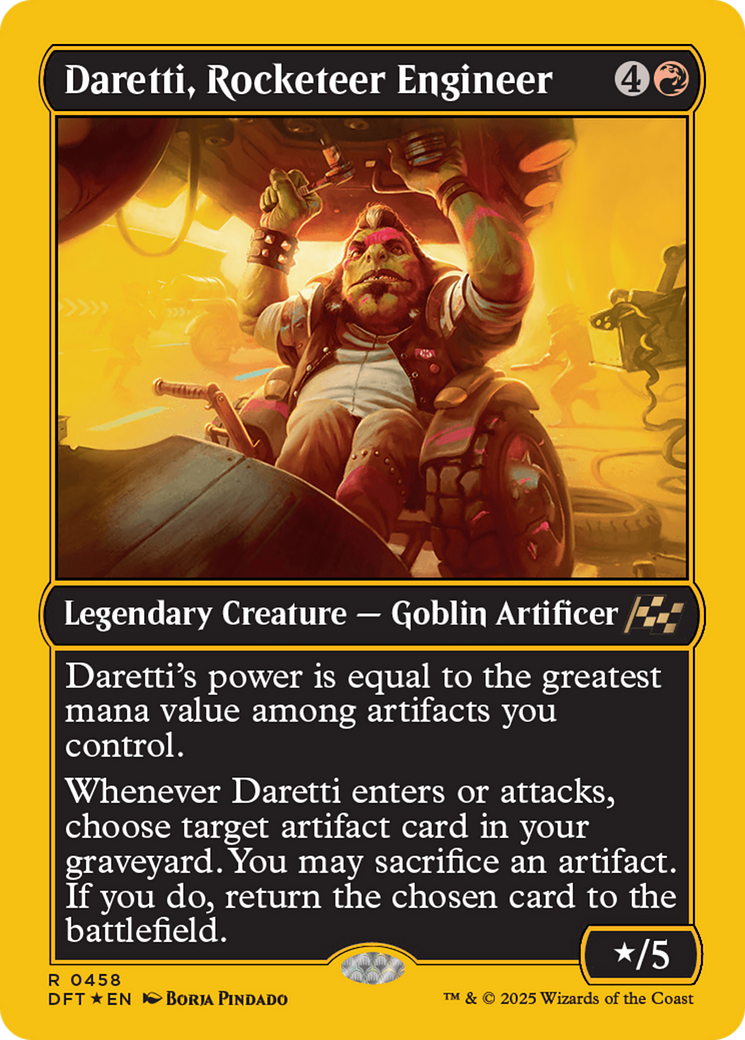 Daretti, Rocketeer Engineer 4
Legendary Creature — Goblin Artificer
Daretti's power is equal to the greatest
mana value among artifacts you
control.
Whenever Daretti enters or attacks,
choose target artifact card in your
graveyard. You may sacrifice an artifact.
If you do, return the chosen card to the
battlefield.
★/5
R 0458
DFT★EN Borja Pindado
™ & © 2025 Wizards of the Coast